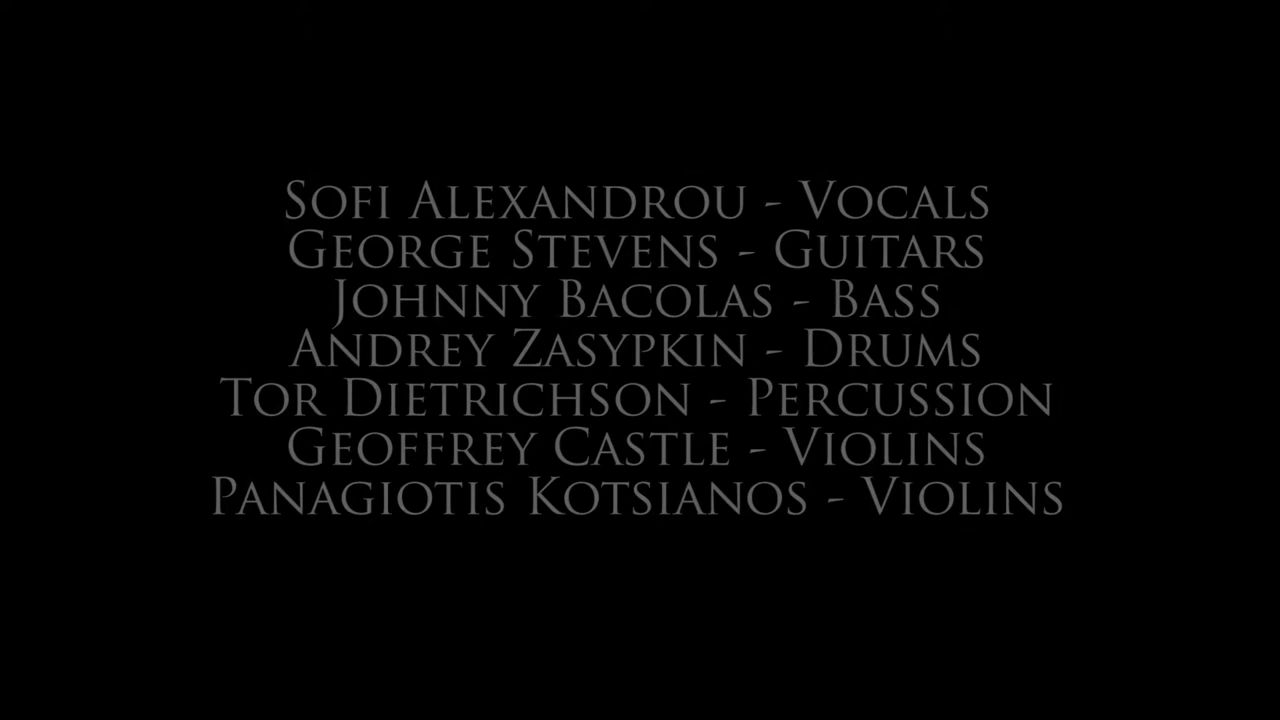 Sofi Alexandrou - Vocals
George Stevens - Guitars
Johnny Bacolas - Bass
Andrey Zasypkin - Drums
Tor Dietrichson - Percussion
Geoffrey Castle - Violins
Panagiotis Kotsianos - Violins